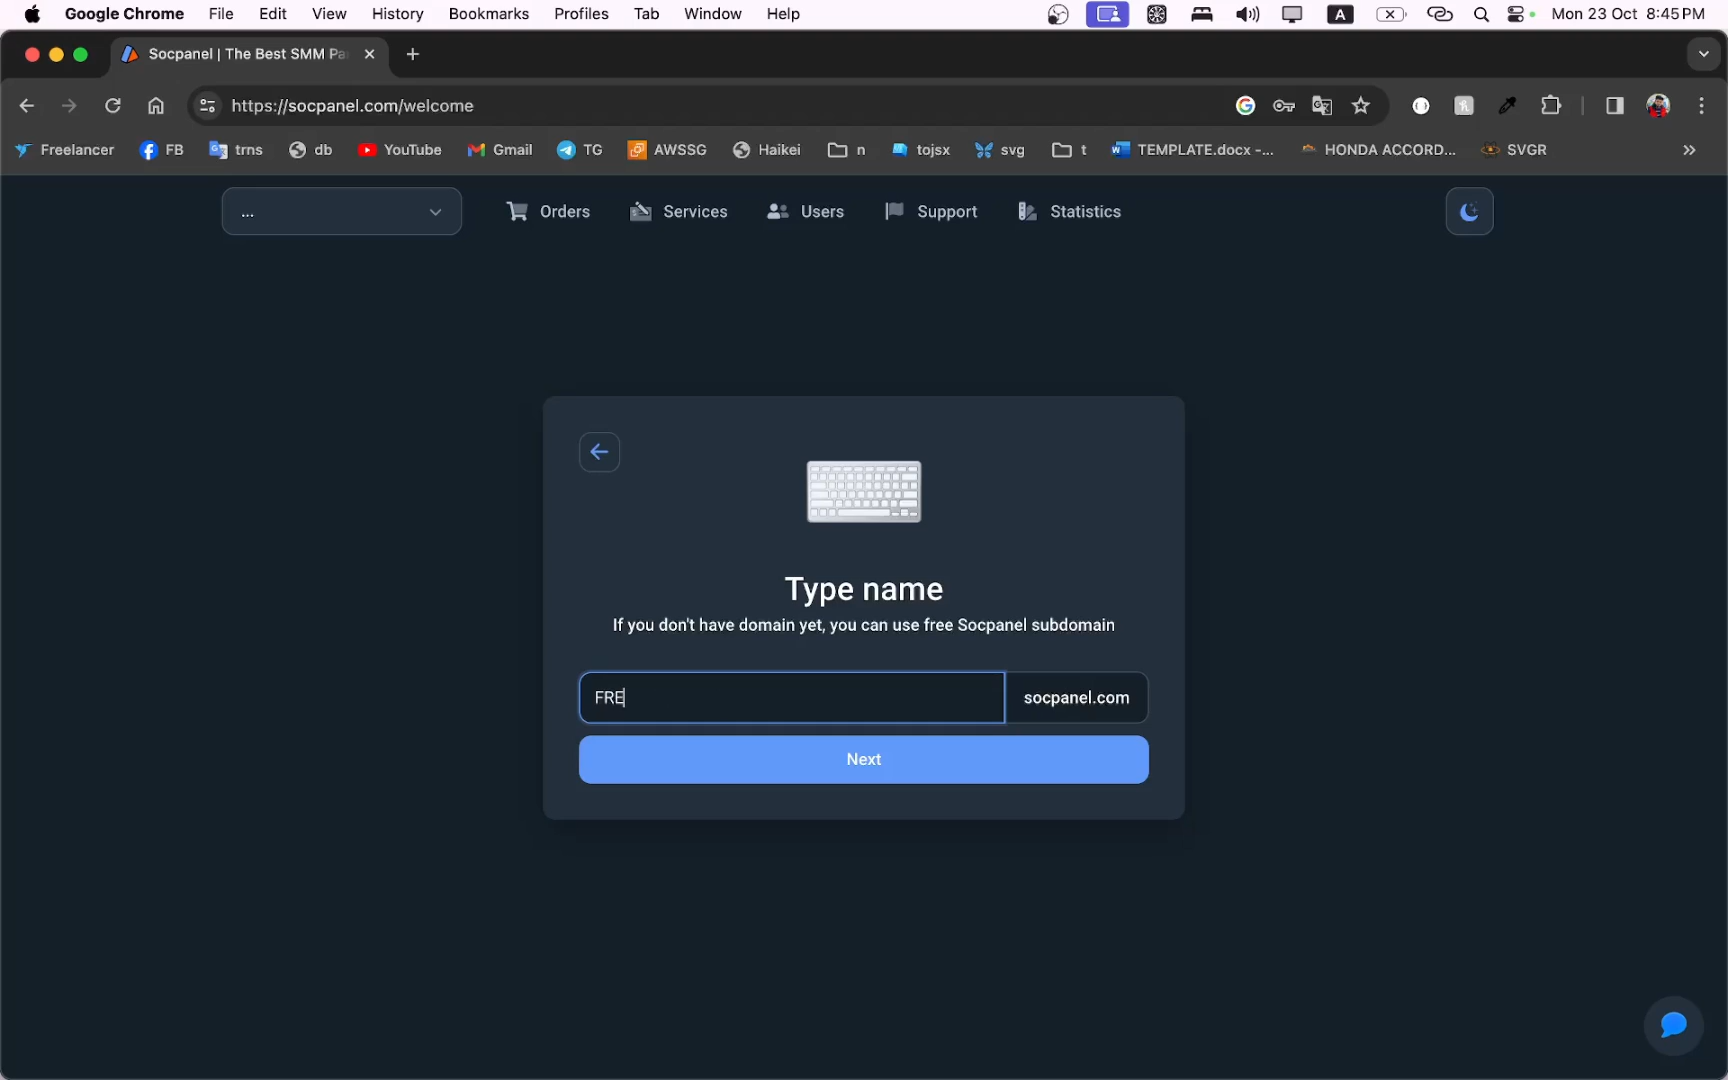 Google Chrome File Edit View History Bookmarks Profiles Tab Window Help A Mon 23 Oct 8:45 PM
Socpanel | The Best SMM Pa
https://socpanel.com/welcome
Freelancer FB trns db YouTube Gmail TG AWSSG Haikei n tojsx svg t TEMPLATE.docx -... HONDA ACCORD... SVGR
... Orders Services Users Support Statistics
Type name
If you don't have domain yet, you can use free Socpanel subdomain
FRE socpanel.com
Next